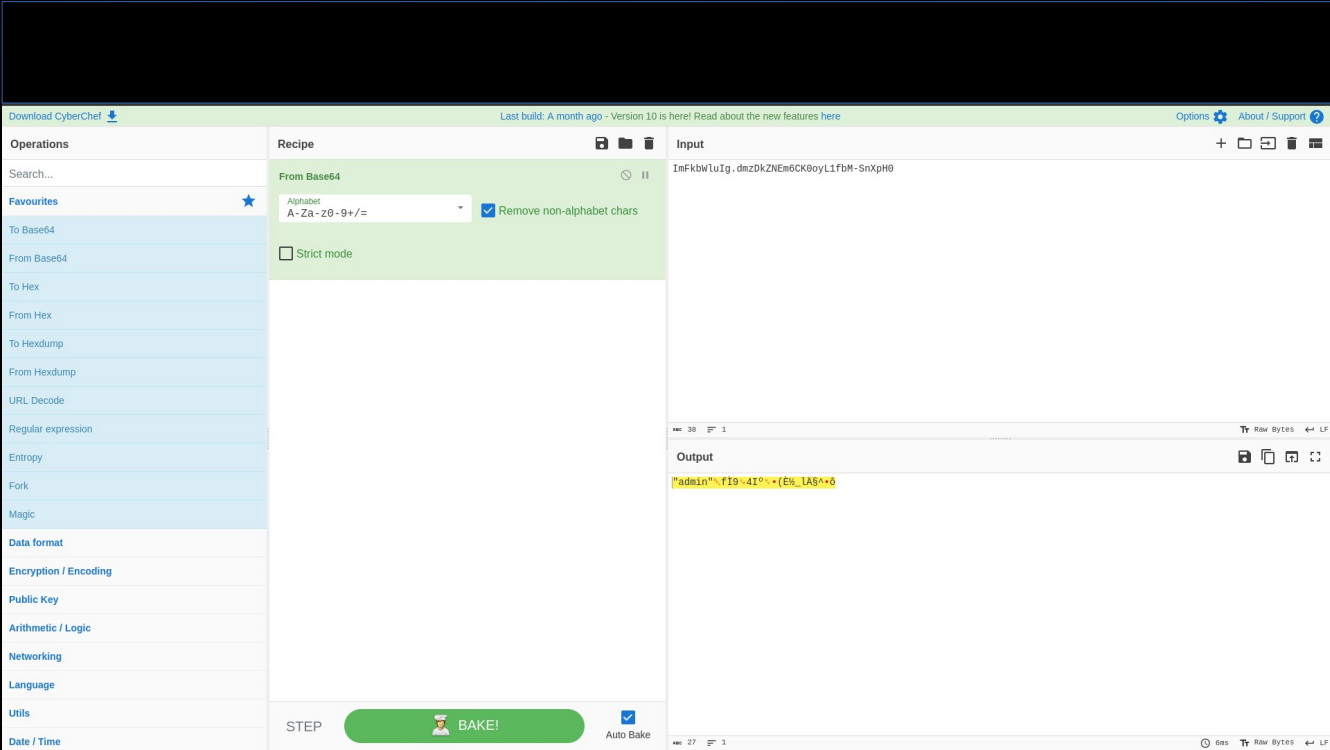 Download CyberChef
Last build: A month ago - Version 10 is here! Read about the new features here
Options
About / Support
Operations
Search...
Favourites
To Base64
From Base64
To Hex
From Hex
To Hexdump
From Hexdump
URL Decode
Regular expression
Entropy
Fork
Magic
Data format
Encryption / Encoding
Public Key
Arithmetic / Logic
Networking
Language
Utils
Date / Time
Recipe
From Base64
Alphabet
A-Za-z0-9+/=
Remove non-alphabet chars
Strict mode
STEP
BAKE!
Auto Bake
Input
ImFkbWluIg.dmzDkZNEm6CK0oyL1fbM-SnXpH0
38
1
Raw Bytes
LF
Output
"admin"
27
1
6ms
Raw Bytes
LF